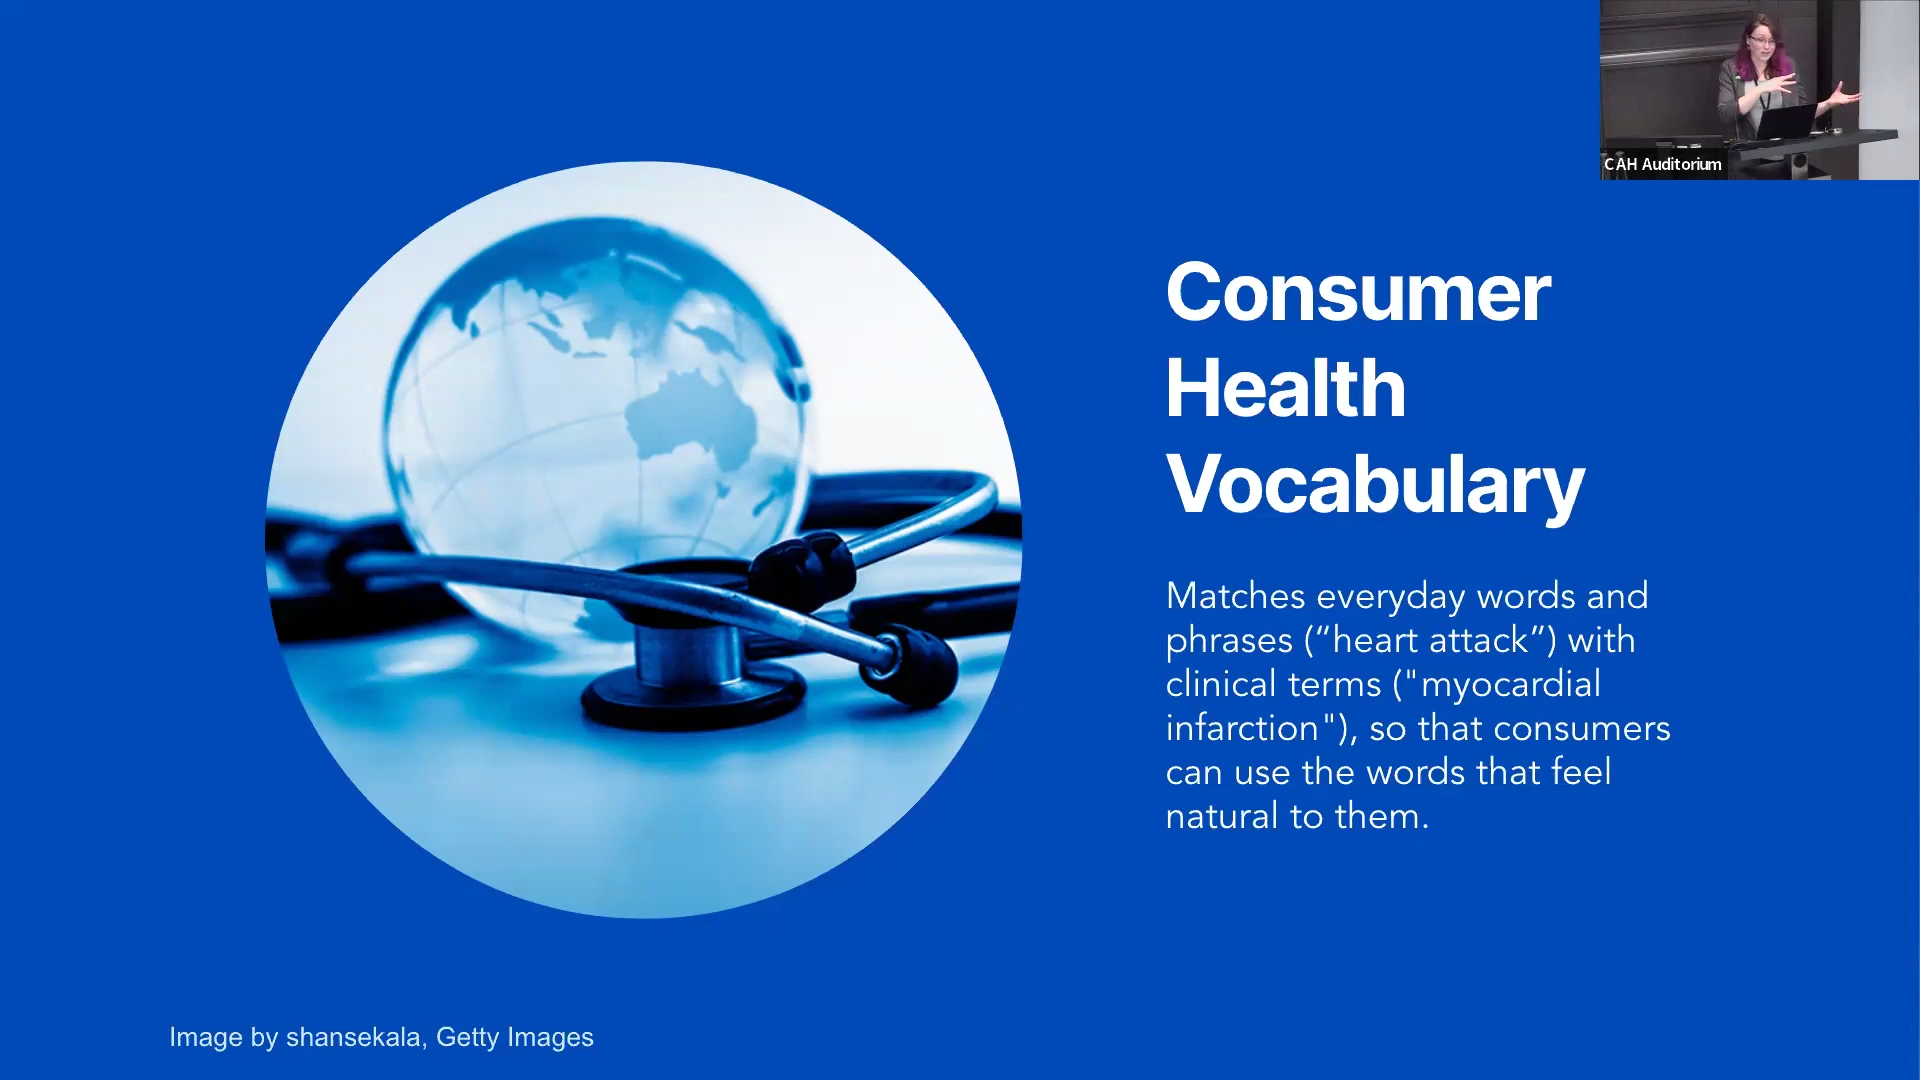 CAH Auditorium
Consumer
Health
Vocabulary
Matches everyday words and
phrases (“heart attack”) with
clinical terms ("myocardial
infarction"), so that consumers
can use the words that feel
natural to them.
Image by shansekala, Getty Images